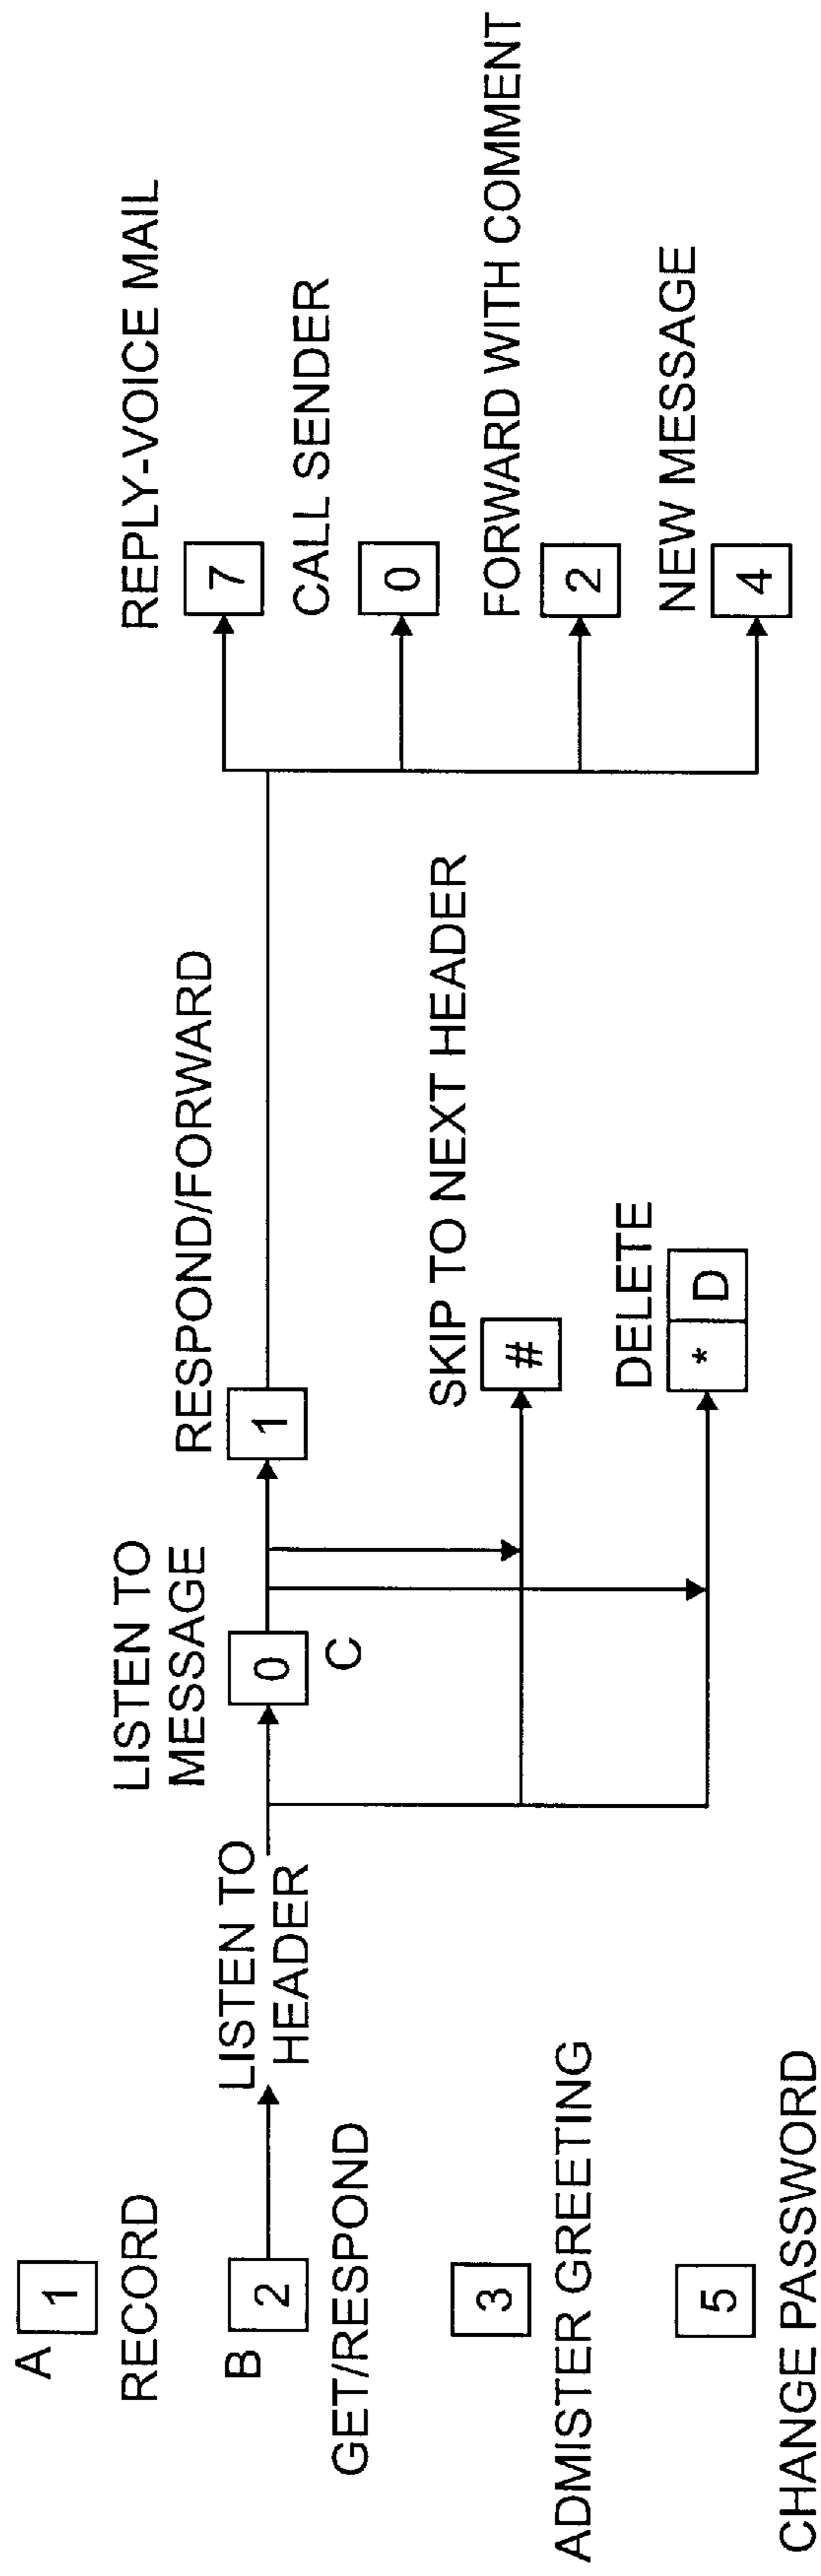 A
1
RECORD
B
2
GET/RESPOND
3
ADMISTER GREETING
5
CHANGE PASSWORD
LISTEN TO
HEADER
LISTEN TO
MESSAGE
0
C
RESPOND/FORWARD
1
SKIP TO NEXT HEADER
#
DELETE
* D
REPLY-VOICE MAIL
7
CALL SENDER
0
FORWARD WITH COMMENT
2
NEW MESSAGE
4